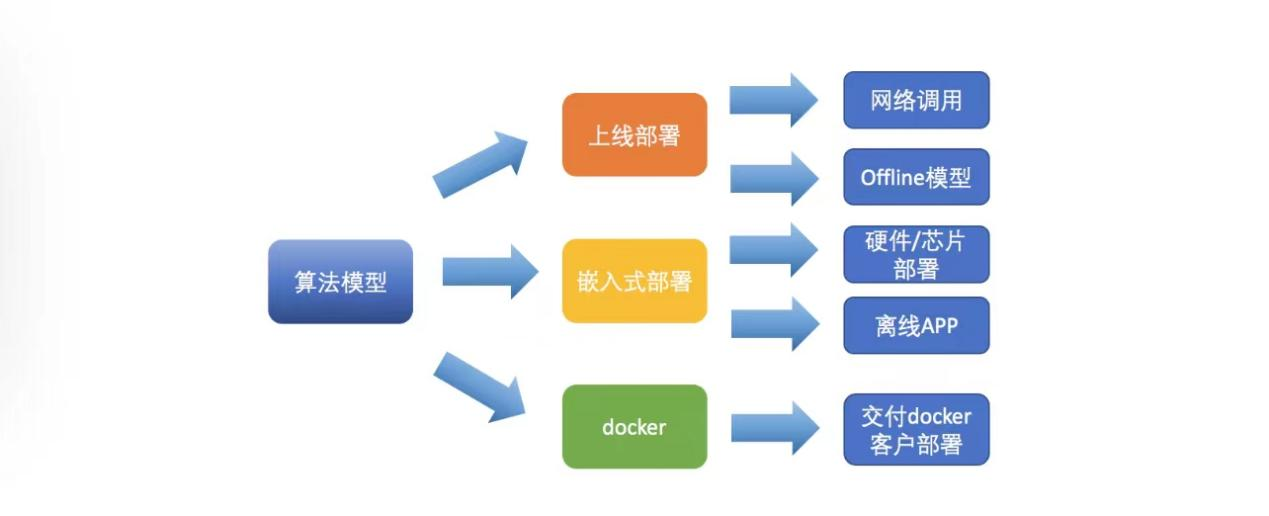 算法模型
上线部署
嵌入式部署
docker
网络调用
Offline模型
硬件/芯片
部署
离线APP
交付docker
客户部署